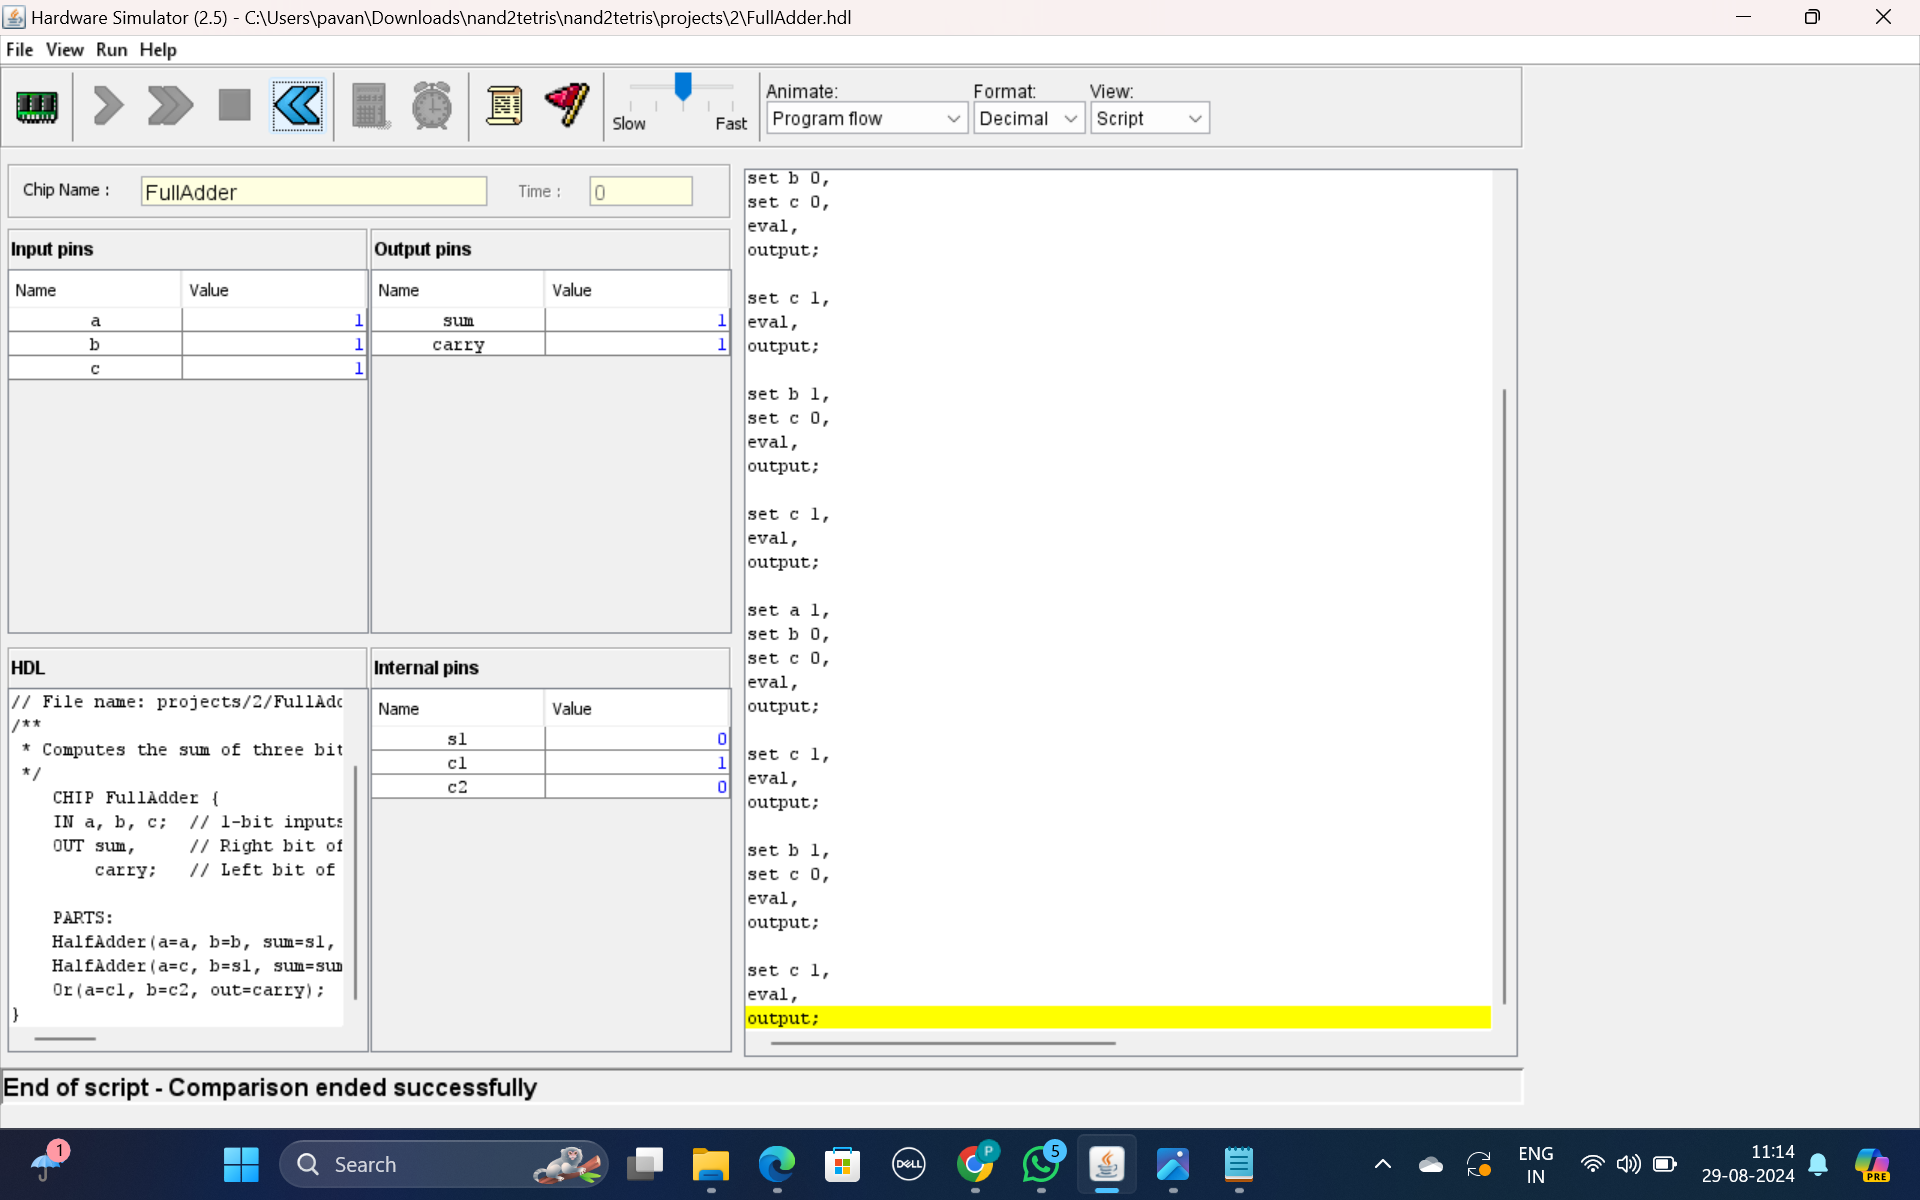 Hardware Simulator (2.5) - C:\Users\pavan\Downloads\nand2tetris\nand2tetris\projects\2\FullAdder.hdl
File View Run Help
Slow Fast
Animate: Format: View:
Program flow Decimal Script
Chip Name : FullAdder Time : 0
Input pins
Name Value
a 1
b 1
c 1
Output pins
Name Value
sum 1
carry 1
HDL
// File name: projects/2/FullAdd
/**
* Computes the sum of three bit
*/
CHIP FullAdder {
IN a, b, c; // 1-bit inputs
OUT sum, // Right bit of
carry; // Left bit of
PARTS:
HalfAdder(a=a, b=b, sum=s1,
HalfAdder(a=c, b=s1, sum=sum
Or(a=c1, b=c2, out=carry);
}
Internal pins
Name Value
s1 0
c1 1
c2 0
set b 0,
set c 0,
eval,
output;
set c 1,
eval,
output;
set b 1,
set c 0,
eval,
output;
set c 1,
eval,
output;
set a 1,
set b 0,
set c 0,
eval,
output;
set c 1,
eval,
output;
set b 1,
set c 0,
eval,
output;
set c 1,
eval,
output;
End of script - Comparison ended successfully
1
Search
DELL
P
5
ENG
IN
11:14
29-08-2024
PRE